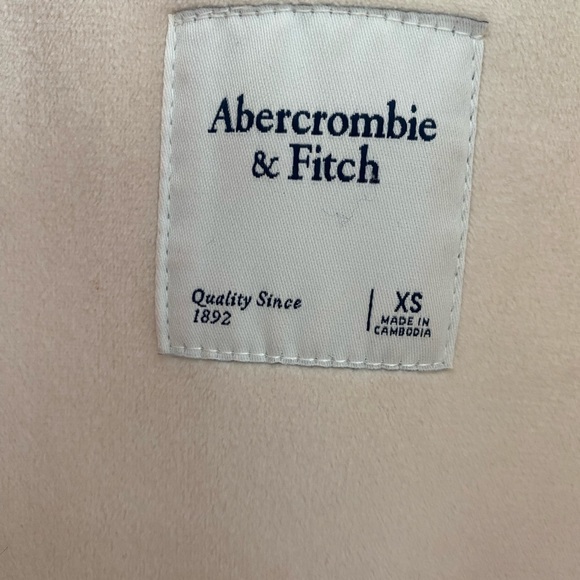 Abercrombie
& Fitch
Quality Since
1892
XS
MADE IN
CAMBODIA